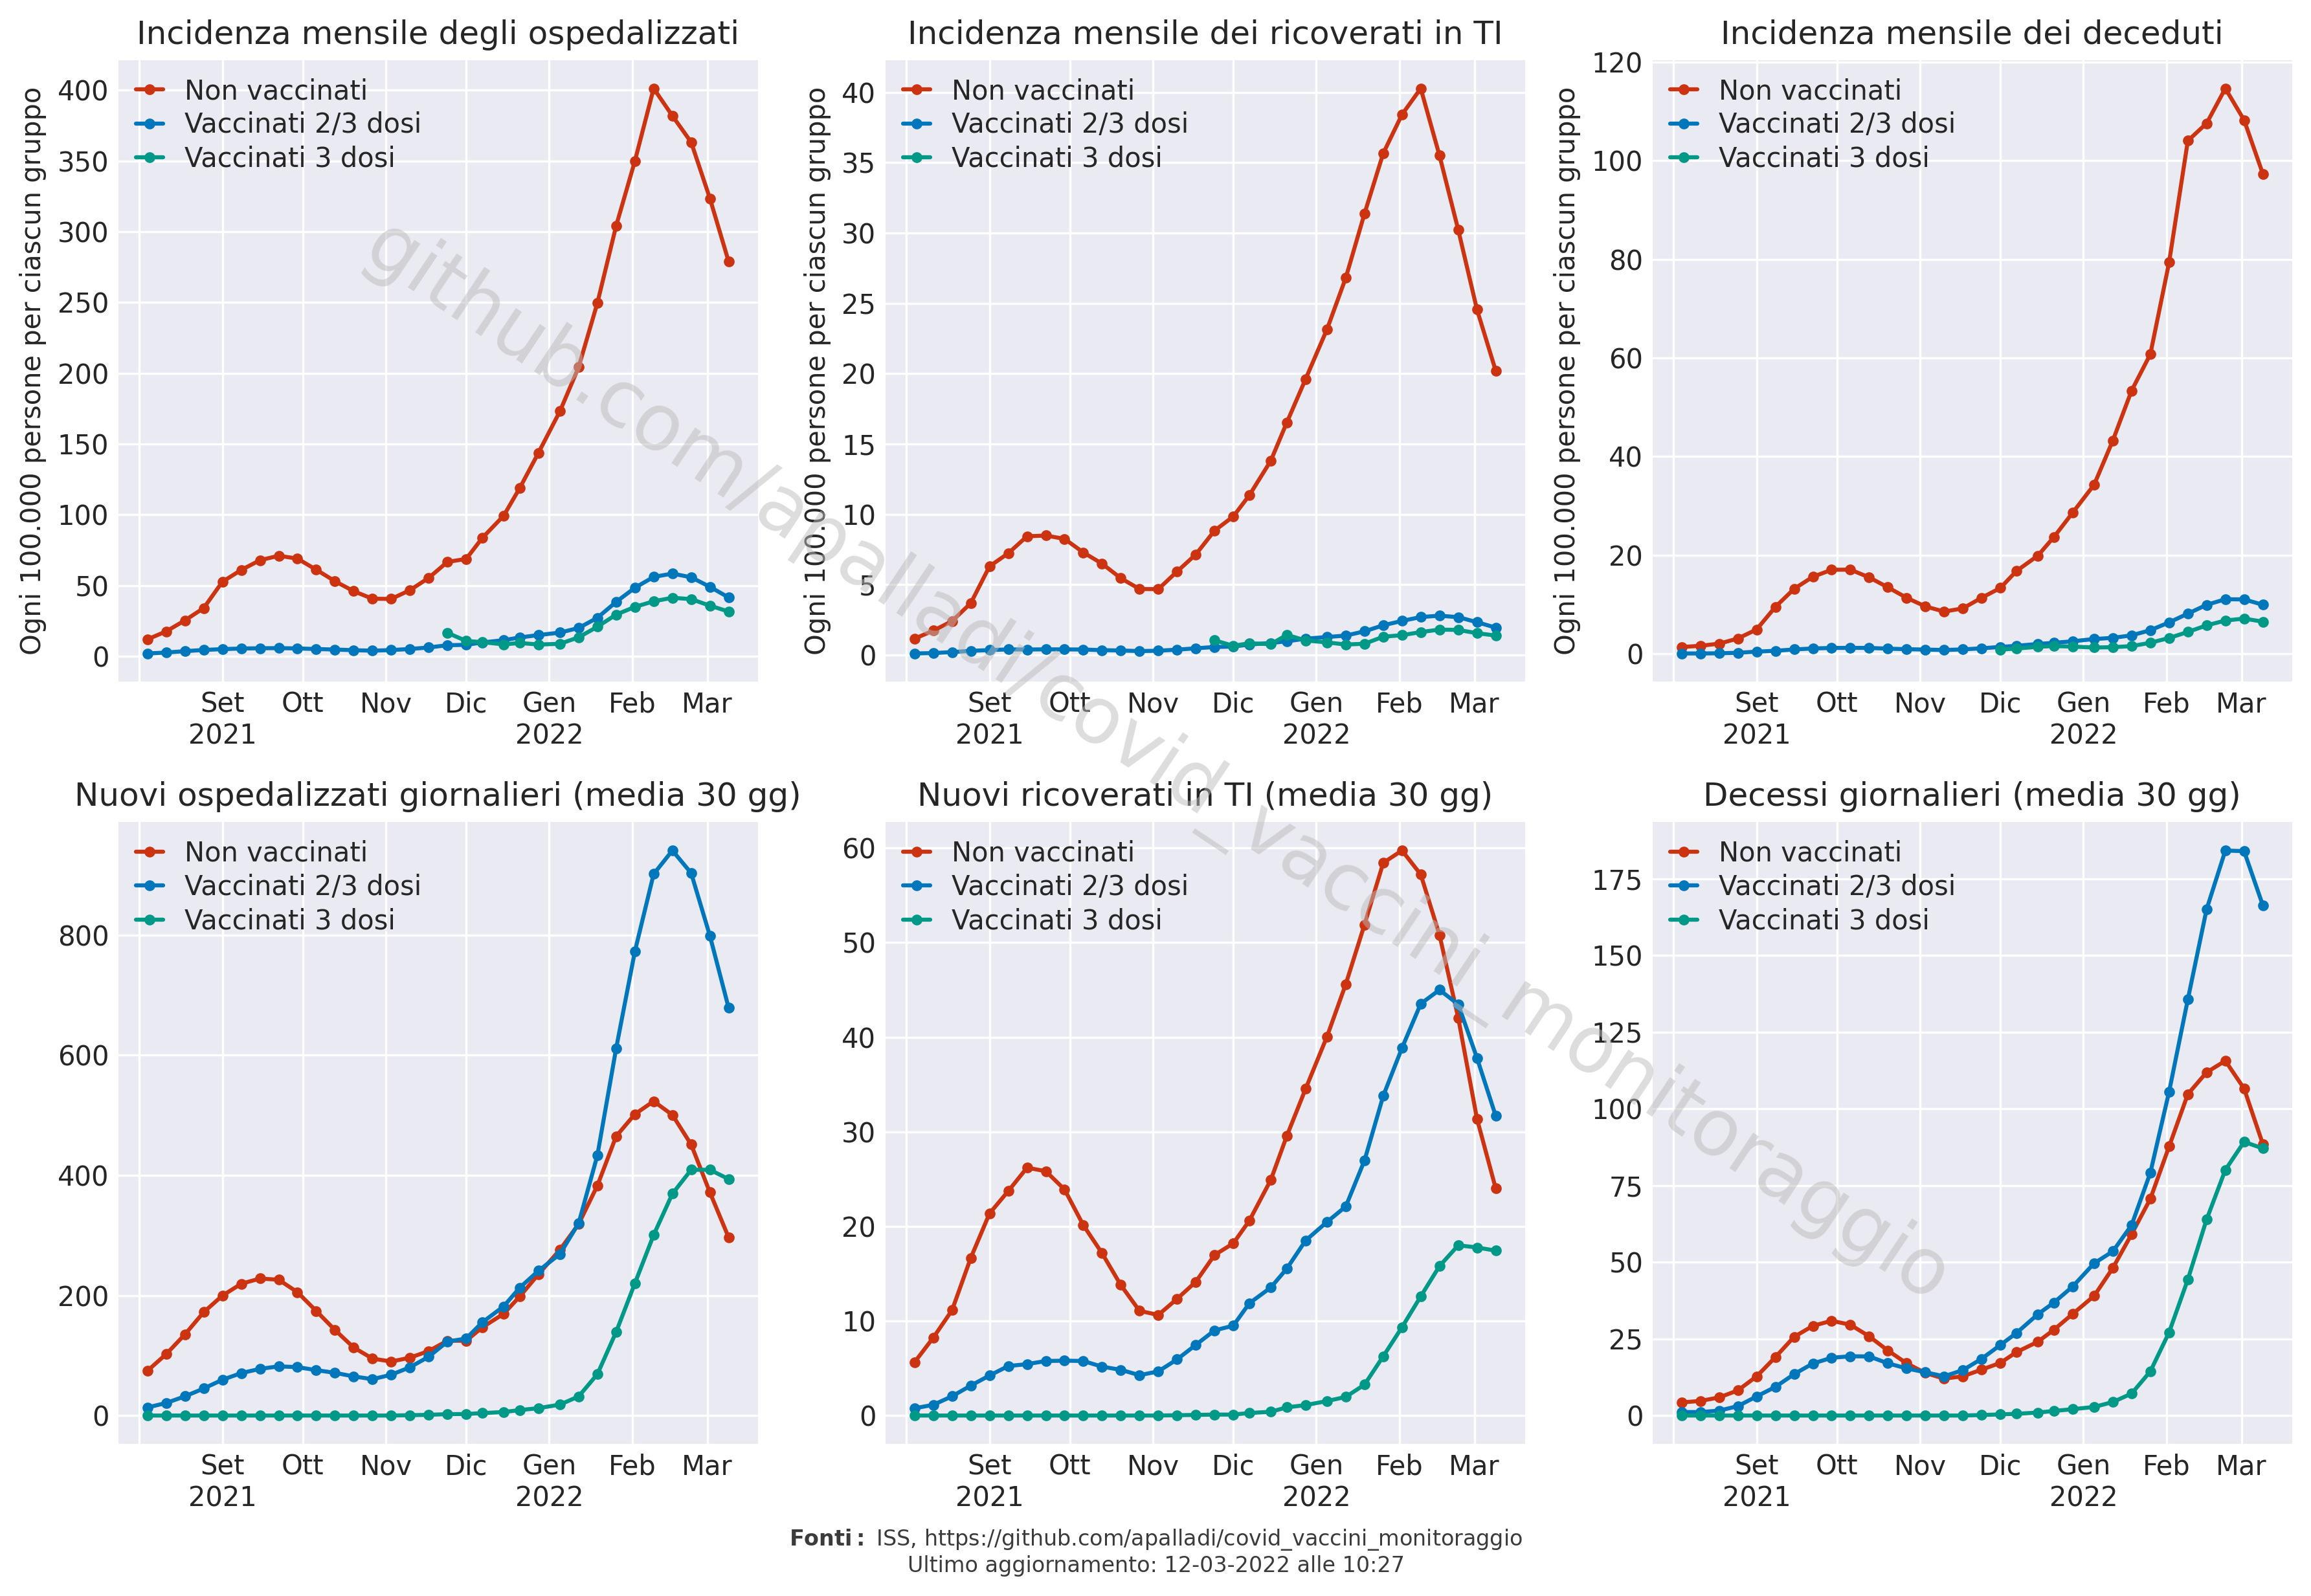 Incidenza mensile degli ospedalizzati
Ogni 100.000 persone per ciascun gruppo
400
350
300
250
200
150
100
50
0
Non vaccinati
Vaccinati 2/3 dosi
Vaccinati 3 dosi
Set Ott Nov Dic Gen Feb Mar
2021 2022
Incidenza mensile dei ricoverati in TI
Ogni 100.000 persone per ciascun gruppo
40
35
30
25
20
15
10
5
0
Non vaccinati
Vaccinati 2/3 dosi
Vaccinati 3 dosi
Set Ott Nov Dic Gen Feb Mar
2021 2022
Incidenza mensile dei deceduti
Ogni 100.000 persone per ciascun gruppo
120
100
80
60
40
20
0
Non vaccinati
Vaccinati 2/3 dosi
Vaccinati 3 dosi
Set Ott Nov Dic Gen Feb Mar
2021 2022
github.com/apalladi/covid_vaccini_monitoraggio
Nuovi ospedalizzati giornalieri (media 30 gg)
800
600
400
200
0
Non vaccinati
Vaccinati 2/3 dosi
Vaccinati 3 dosi
Set Ott Nov Dic Gen Feb Mar
2021 2022
Nuovi ricoverati in TI (media 30 gg)
60
50
40
30
20
10
0
Non vaccinati
Vaccinati 2/3 dosi
Vaccinati 3 dosi
Set Ott Nov Dic Gen Feb Mar
2021 2022
Decessi giornalieri (media 30 gg)
175
150
125
100
75
50
25
0
Non vaccinati
Vaccinati 2/3 dosi
Vaccinati 3 dosi
Set Ott Nov Dic Gen Feb Mar
2021 2022
Fonti: ISS, https://github.com/apalladi/covid_vaccini_monitoraggio
Ultimo aggiornamento: 12-03-2022 alle 10:27